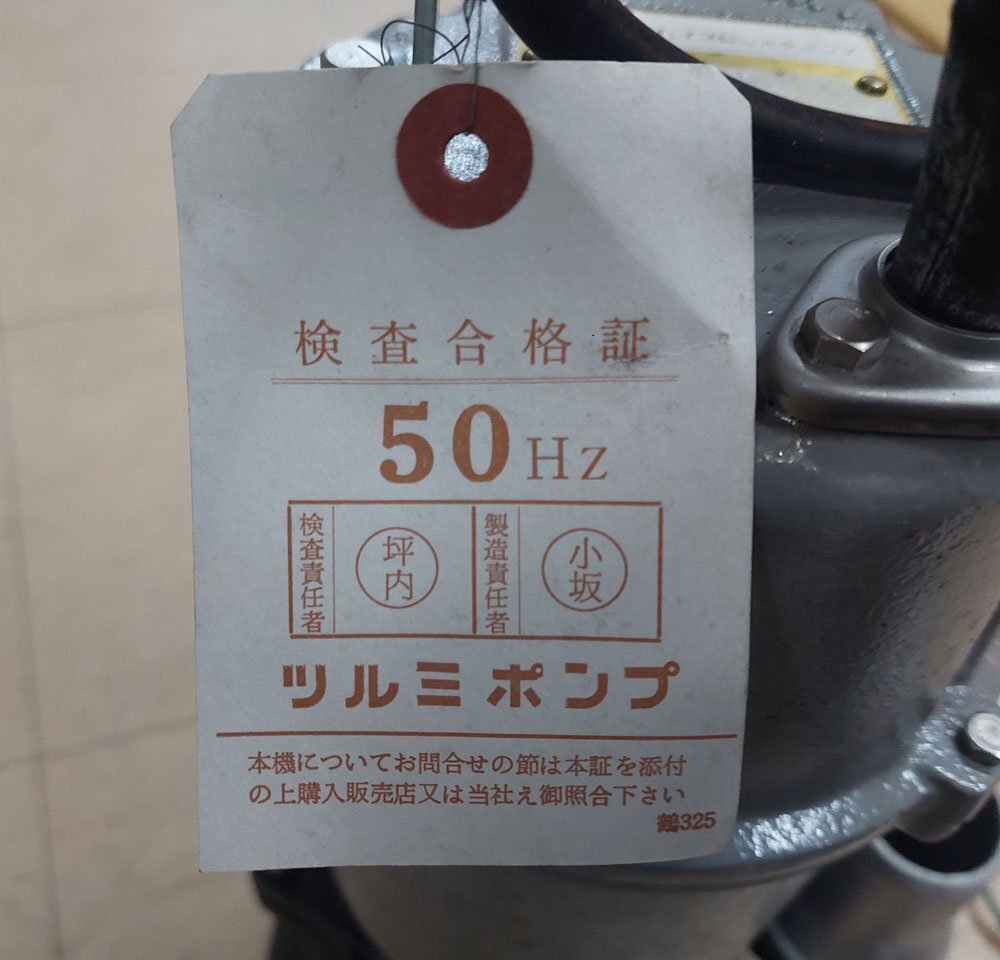 検査合格証
50Hz
検査責任者
坪内
製造責任者
小坂
ツルミポンプ
本機についてお問合せの節は本証を添付
の上購入販売店又は当社え御照合下さい
鶴325